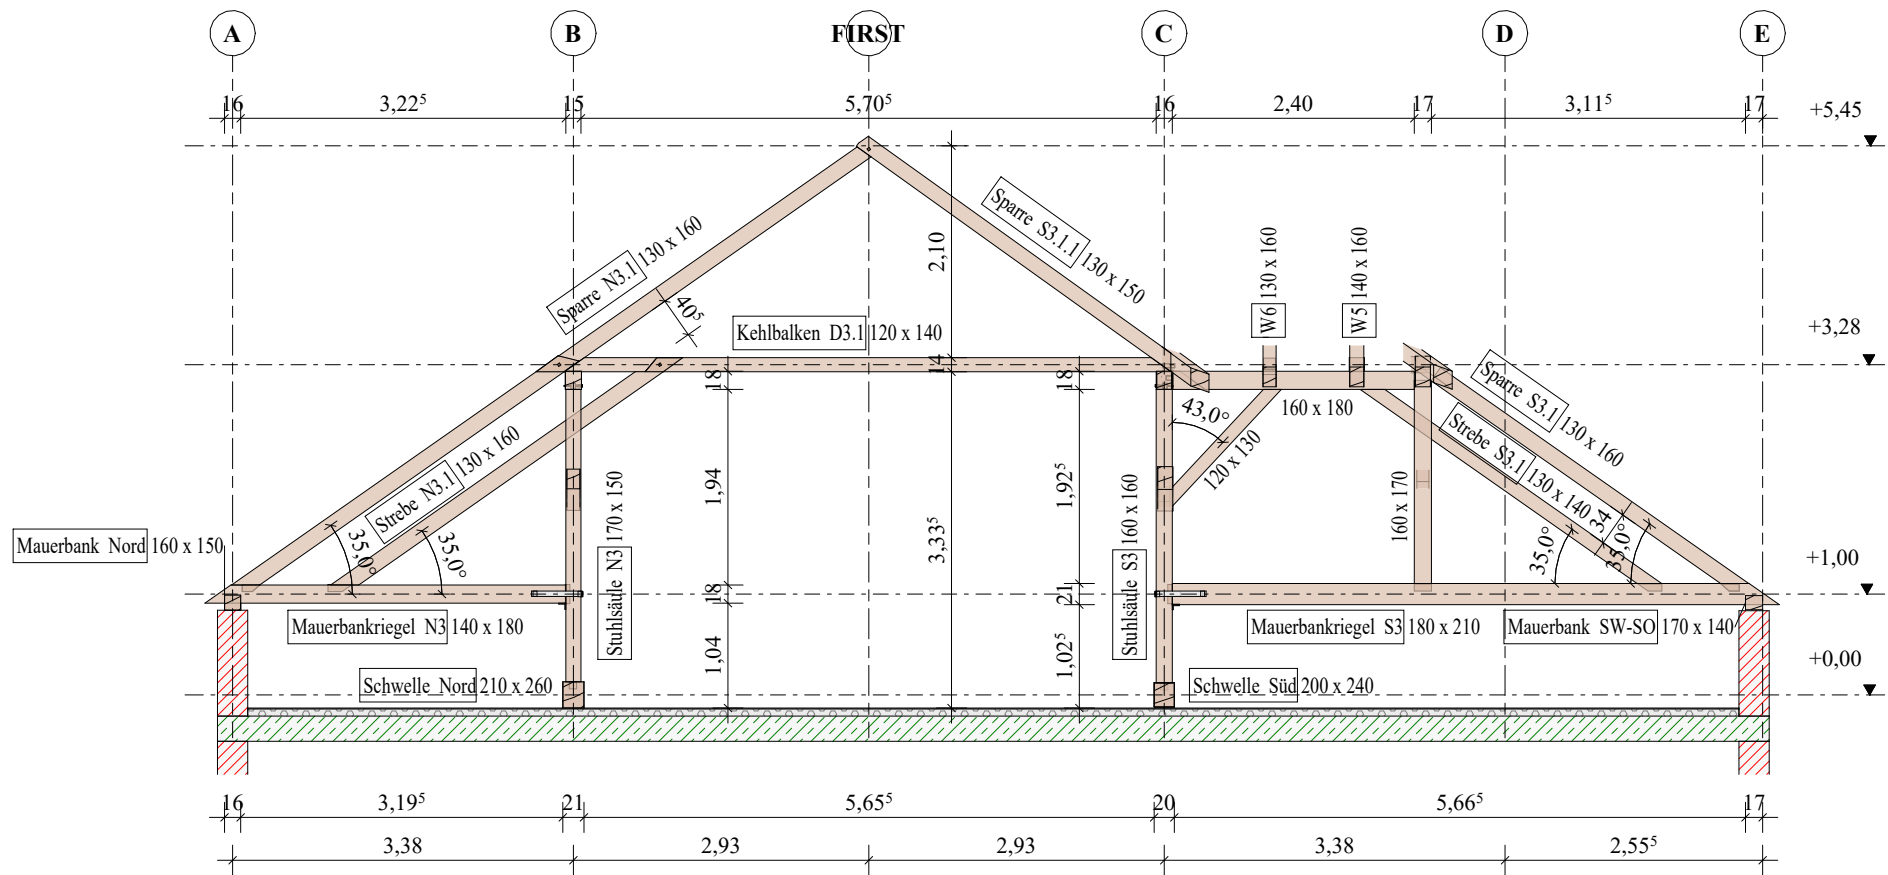 A B FIRST C D E
16 3,22⁵ 15 5,70⁵ 16 2,40 17 3,11⁵ 17
+5,45
Sparre N3.1 130 x 160
40⁵
2,10
Sparre S3.1.1 130 x 150
W6 130 x 160
W5 140 x 160
+3,28
Kehlbalken D3.1 120 x 140
14
18
18
Sparre S3.1 130 x 160
Strebe S3.1 130 x 140
43,0°
160 x 180
120 x 130
Strebe N3.1 130 x 160
1,94
1,92⁵
3,33⁵
160 x 170
34
35,0°
35,0°
35,0°
35,0°
Mauerbank Nord 160 x 150
Stuhlsäule N3 170 x 150
Stuhlsäule S3 160 x 160
+1,00
18
21
Mauerbankriegel N3 140 x 180
Mauerbankriegel S3 180 x 210
Mauerbank SW-SO 170 x 140
1,04
1,02⁵
+0,00
Schwelle Nord 210 x 260
Schwelle Süd 200 x 240
16 3,19⁵ 21 5,65⁵ 20 5,66⁵ 17
3,38 2,93 2,93 3,38 2,55⁵